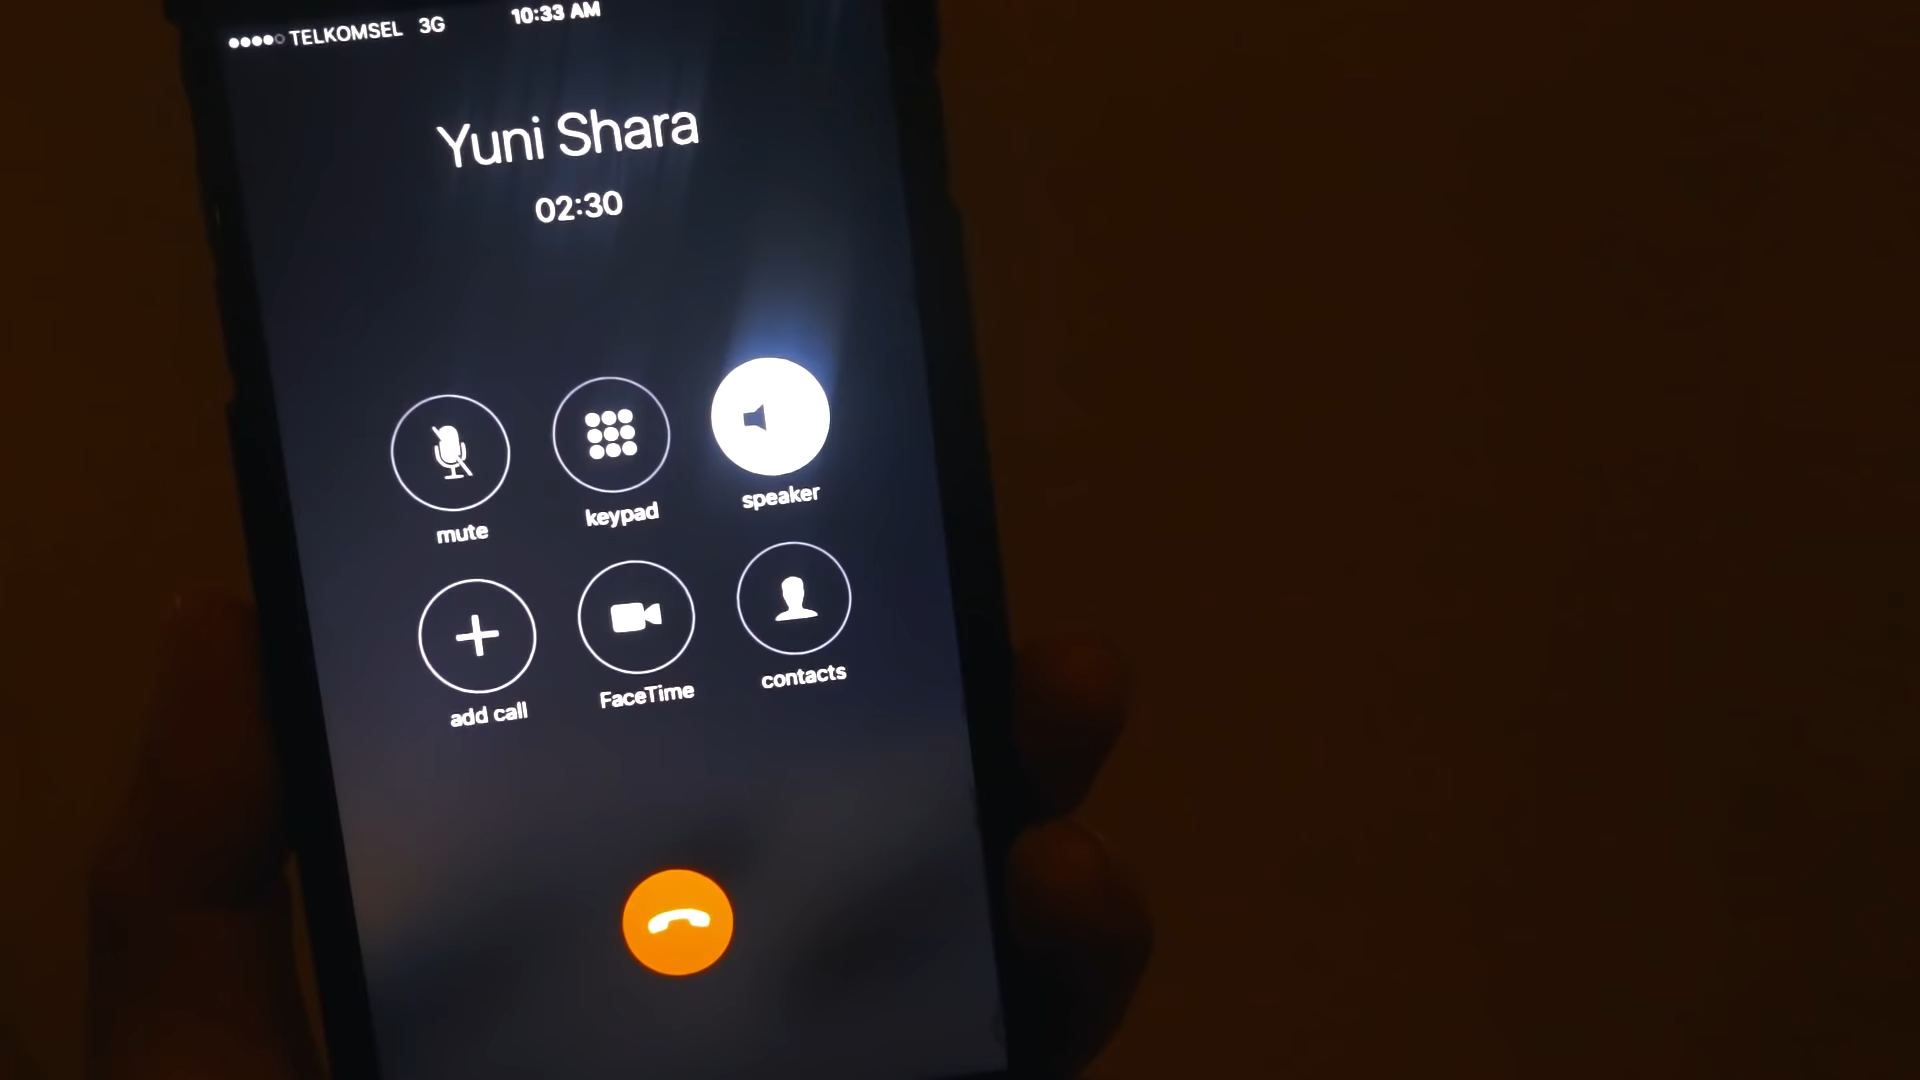 TELKOMSEL 3G 10:33 AM
Yuni Shara
02:30
mute keypad speaker
add call FaceTime contacts